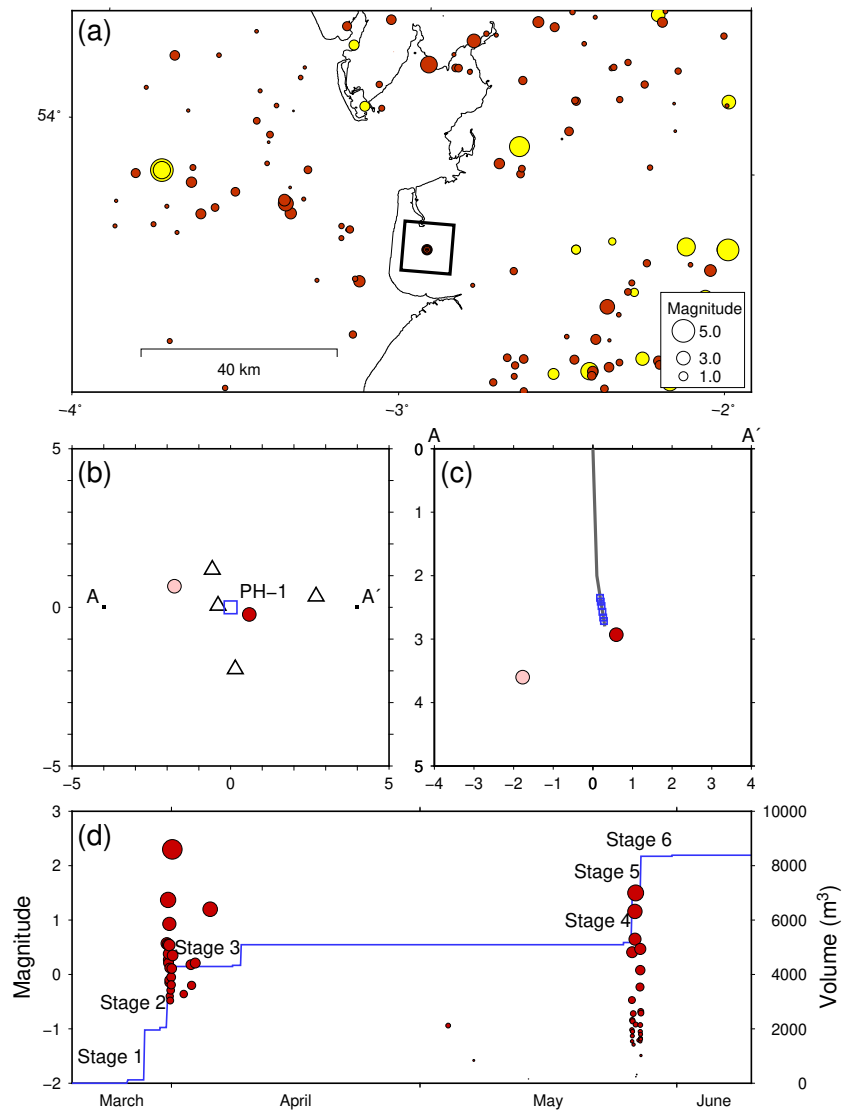 (a)
54°
Magnitude
5.0
3.0
1.0
40 km
−4°
−3°
−2°
A
A´
5
(b)
0
(c)
0
1
PH−1
2
A
A´
0
3
4
−5
5
−5
0
5
−4
−3
−2
−1
0
1
2
3
4
3
(d)
10000
Stage 6
2
8000
Stage 5
1
Stage 4
6000
Stage 3
0
4000
Stage 2
−1
2000
Stage 1
−2
0
Magnitude
Volume (m³)
March
April
May
June